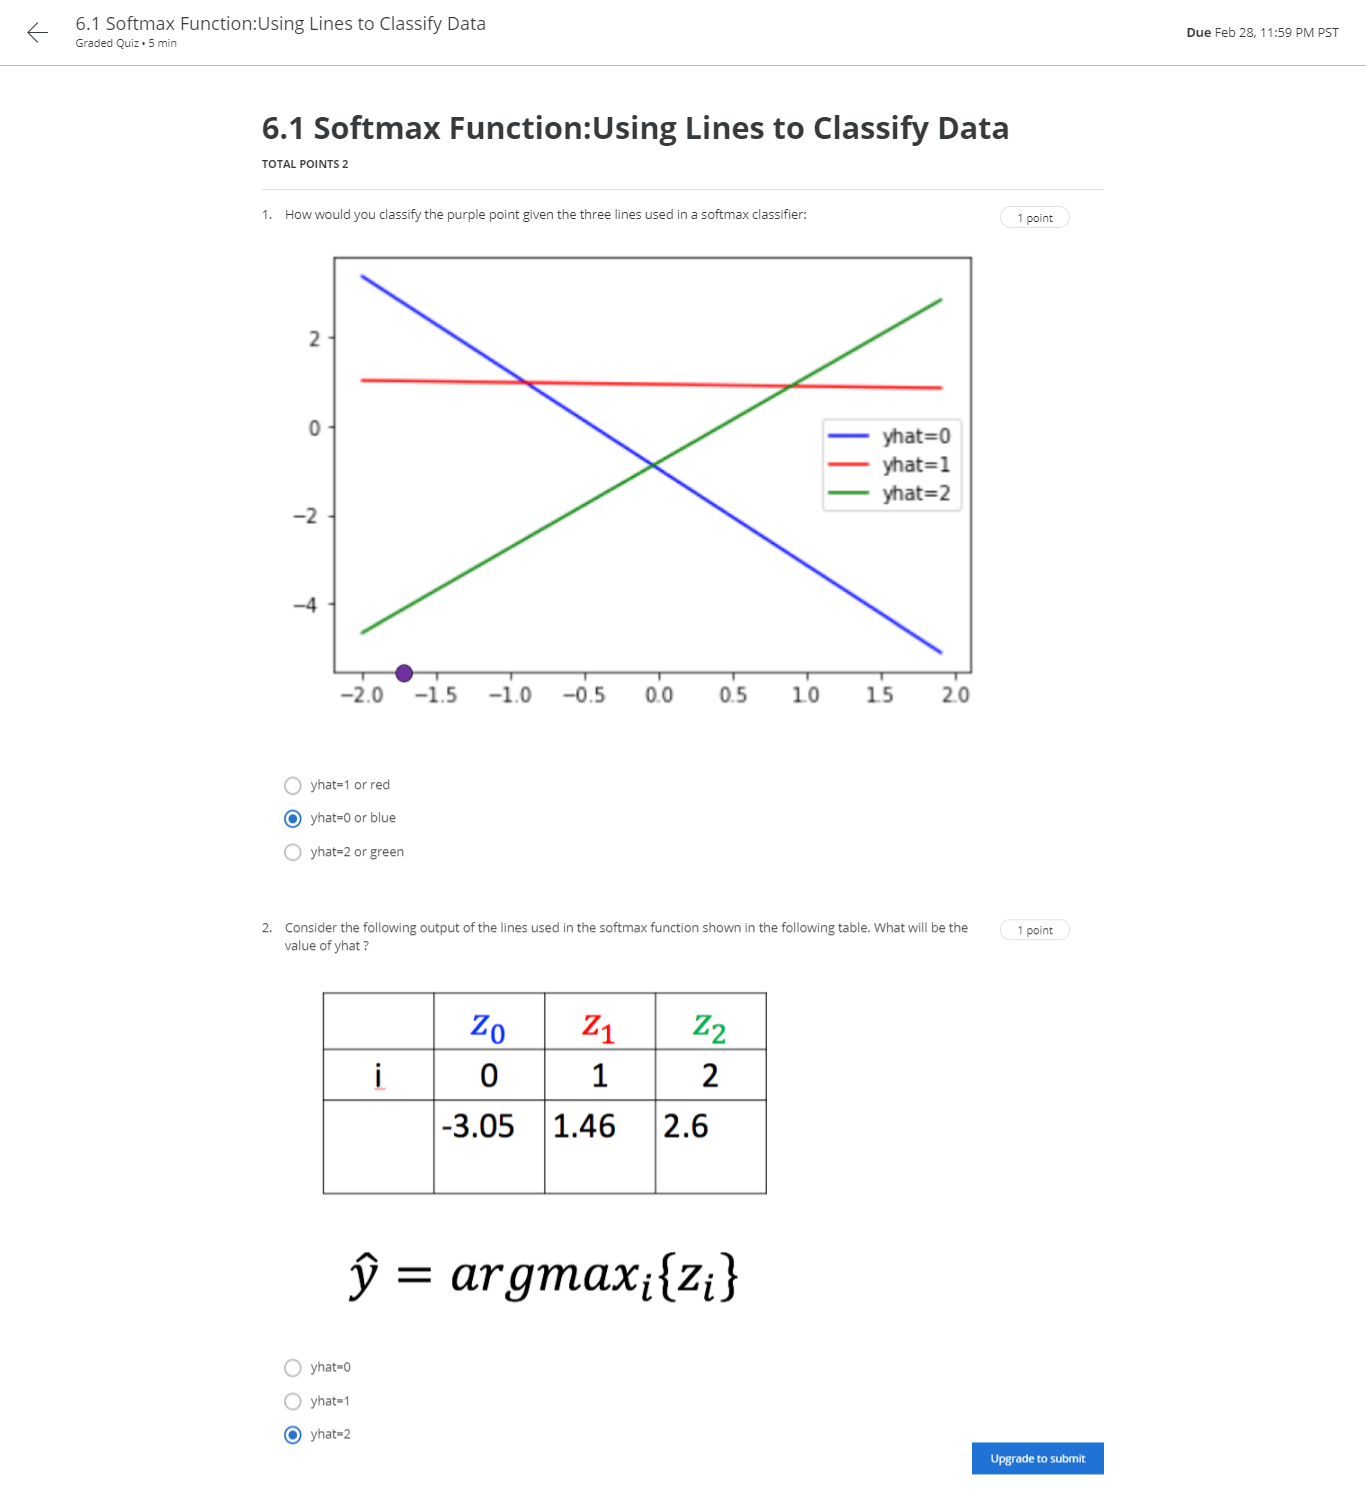 6.1 Softmax Function:Using Lines to Classify Data
Graded Quiz • 5 min
Due Feb 28, 11:59 PM PST
6.1 Softmax Function:Using Lines to Classify Data
TOTAL POINTS 2
1. How would you classify the purple point given the three lines used in a softmax classifier:
1 point
2
0
−2
−4
yhat=0
yhat=1
yhat=2
−2.0 −1.5 −1.0 −0.5 0.0 0.5 1.0 1.5 2.0
yhat=1 or red
yhat=0 or blue
yhat=2 or green
2. Consider the following output of the lines used in the softmax function shown in the following table. What will be the
value of yhat ?
1 point
z₀ z₁ z₂
i 0 1 2
-3.05 1.46 2.6
ŷ = argmaxᵢ{zᵢ}
yhat=0
yhat=1
yhat=2
Upgrade to submit